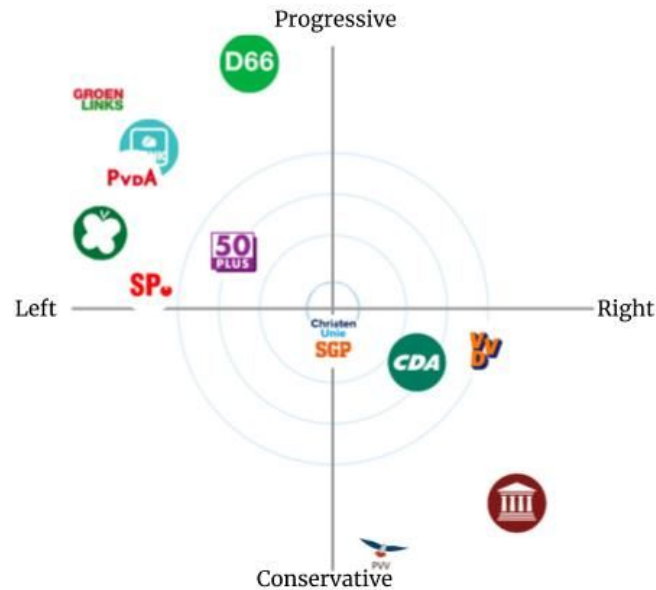 Progressive
D66
GROEN
LINKS
PvdA
50
PLUS
SP
Left
Right
Christen
Unie
SGP
CDA
VVD
PVV
Conservative